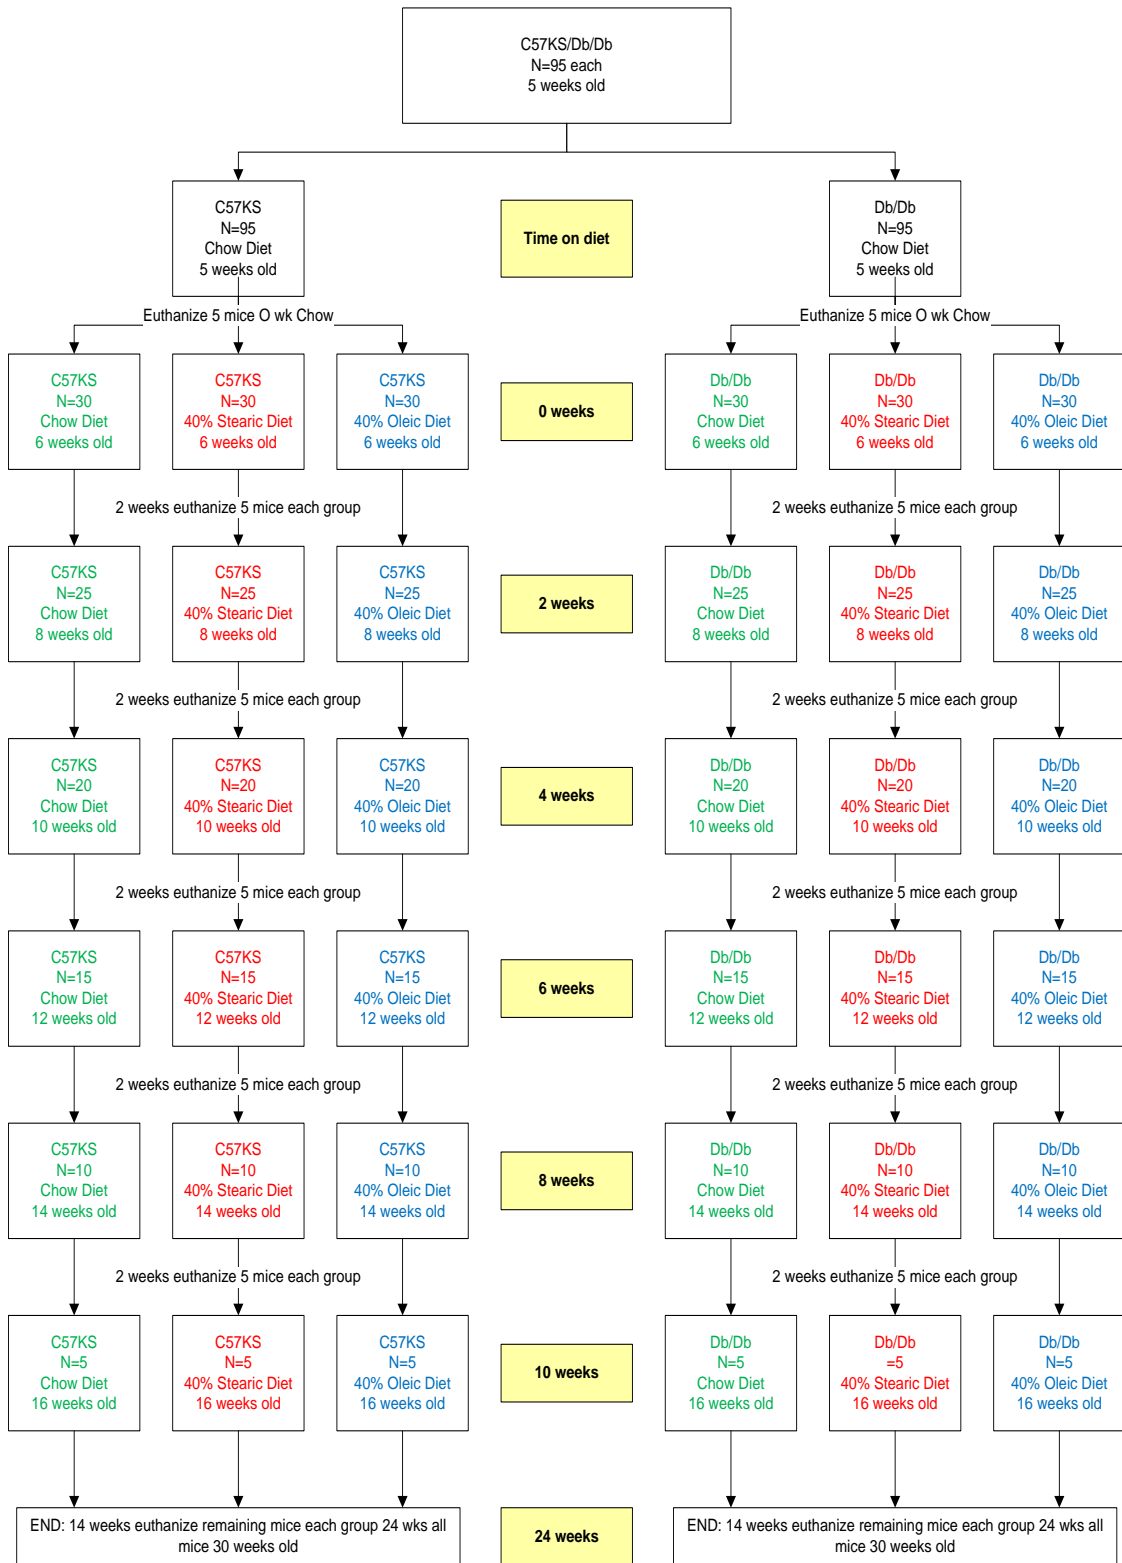 C57KS/Db/Db
N=95 each
5 weeks old
C57KS
N=95
Chow Diet
5 weeks old
Time on diet
Db/Db
N=95
Chow Diet
5 weeks old
Euthanize 5 mice O wk Chow
Euthanize 5 mice O wk Chow
C57KS
N=30
Chow Diet
6 weeks old
C57KS
N=30
40% Stearic Diet
6 weeks old
C57KS
N=30
40% Oleic Diet
6 weeks old
0 weeks
Db/Db
N=30
Chow Diet
6 weeks old
Db/Db
N=30
40% Stearic Diet
6 weeks old
Db/Db
N=30
40% Oleic Diet
6 weeks old
2 weeks euthanize 5 mice each group
2 weeks euthanize 5 mice each group
C57KS
N=25
Chow Diet
8 weeks old
C57KS
N=25
40% Stearic Diet
8 weeks old
C57KS
N=25
40% Oleic Diet
8 weeks old
2 weeks
Db/Db
N=25
Chow Diet
8 weeks old
Db/Db
N=25
40% Stearic Diet
8 weeks old
Db/Db
N=25
40% Oleic Diet
8 weeks old
2 weeks euthanize 5 mice each group
2 weeks euthanize 5 mice each group
C57KS
N=20
Chow Diet
10 weeks old
C57KS
N=20
40% Stearic Diet
10 weeks old
C57KS
N=20
40% Oleic Diet
10 weeks old
4 weeks
Db/Db
N=20
Chow Diet
10 weeks old
Db/Db
N=20
40% Stearic Diet
10 weeks old
Db/Db
N=20
40% Oleic Diet
10 weeks old
2 weeks euthanize 5 mice each group
2 weeks euthanize 5 mice each group
C57KS
N=15
Chow Diet
12 weeks old
C57KS
N=15
40% Stearic Diet
12 weeks old
C57KS
N=15
40% Oleic Diet
12 weeks old
6 weeks
Db/Db
N=15
Chow Diet
12 weeks old
Db/Db
N=15
40% Stearic Diet
12 weeks old
Db/Db
N=15
40% Oleic Diet
12 weeks old
2 weeks euthanize 5 mice each group
2 weeks euthanize 5 mice each group
C57KS
N=10
Chow Diet
14 weeks old
C57KS
N=10
40% Stearic Diet
14 weeks old
C57KS
N=10
40% Oleic Diet
14 weeks old
8 weeks
Db/Db
N=10
Chow Diet
14 weeks old
Db/Db
N=10
40% Stearic Diet
14 weeks old
Db/Db
N=10
40% Oleic Diet
14 weeks old
2 weeks euthanize 5 mice each group
2 weeks euthanize 5 mice each group
C57KS
N=5
Chow Diet
16 weeks old
C57KS
N=5
40% Stearic Diet
16 weeks old
C57KS
N=5
40% Oleic Diet
16 weeks old
10 weeks
Db/Db
N=5
Chow Diet
16 weeks old
Db/Db
=5
40% Stearic Diet
16 weeks old
Db/Db
N=5
40% Oleic Diet
16 weeks old
END: 14 weeks euthanize remaining mice each group 24 wks all
mice 30 weeks old
24 weeks
END: 14 weeks euthanize remaining mice each group 24 wks all
mice 30 weeks old